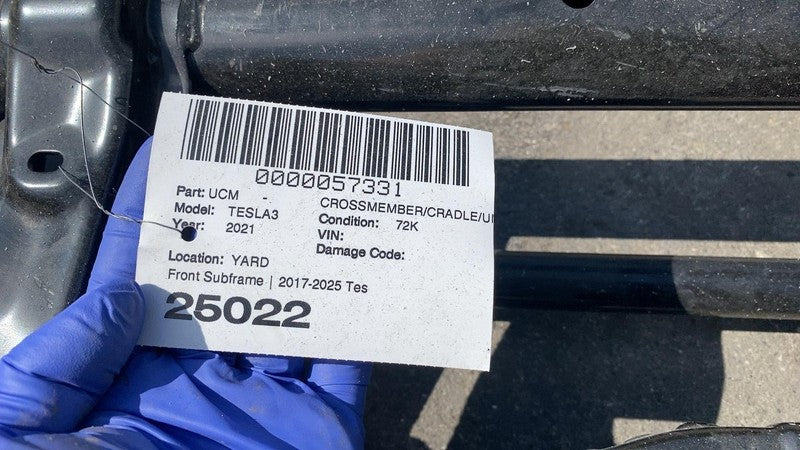 0000057331
Part: UCM - CROSSMEMBER/CRADLE/U
Model: TESLA3 Condition: 72K
Year: 2021 VIN:
Damage Code:
Location: YARD
Front Subframe | 2017-2025 Tes
25022